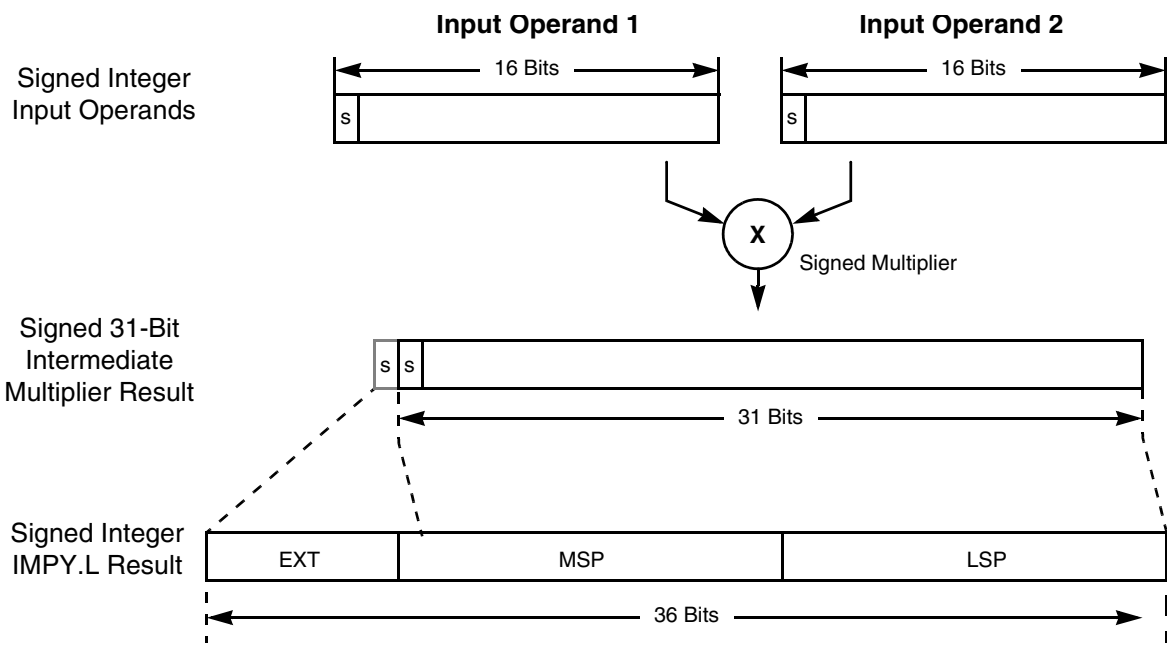 Input Operand 1
Input Operand 2
Signed Integer
Input Operands
16 Bits
16 Bits
s
s
X
Signed Multiplier
Signed 31-Bit
Intermediate
Multiplier Result
s
s
31 Bits
Signed Integer
IMPY.L Result
EXT
MSP
LSP
36 Bits